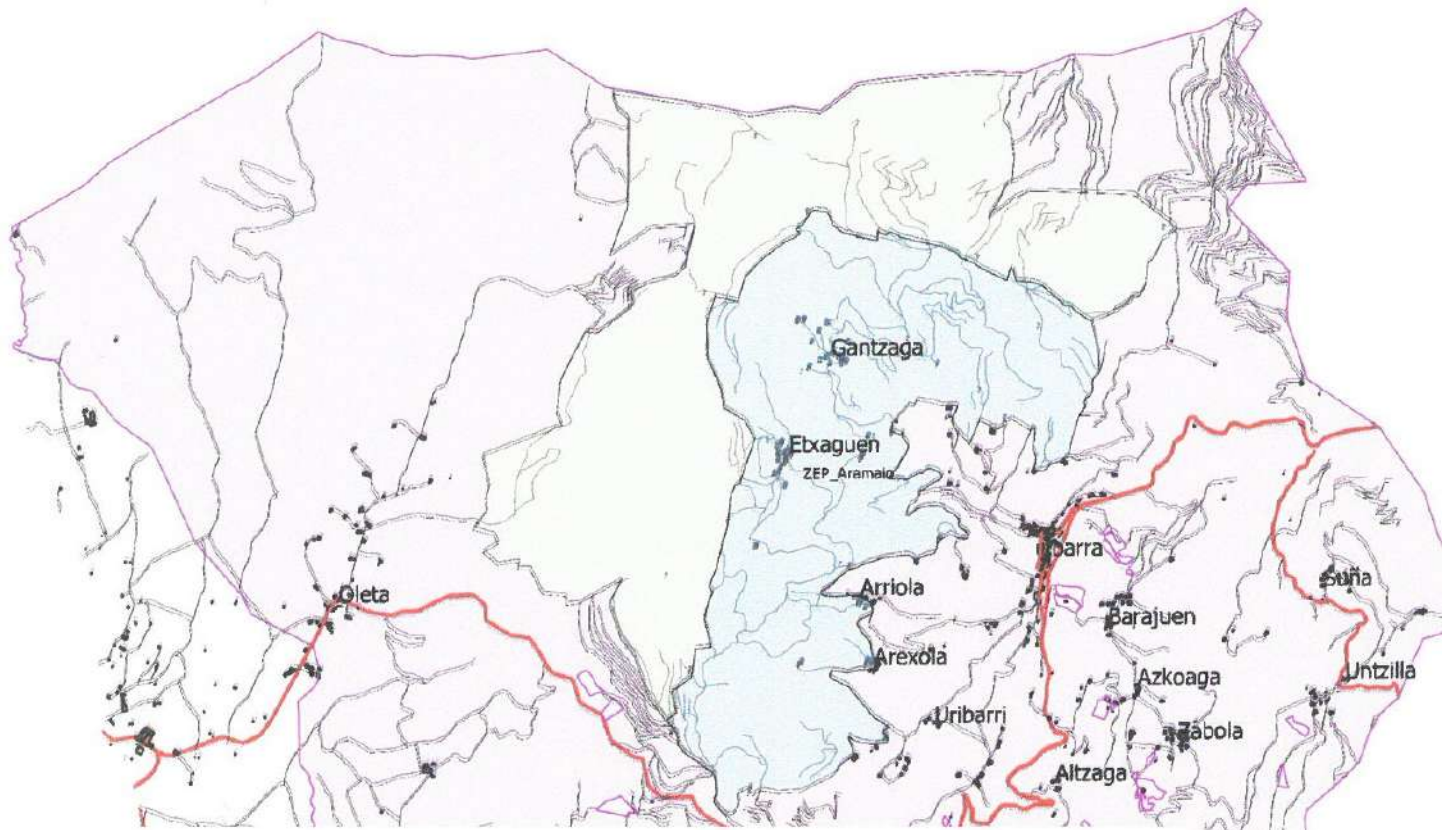 Gantzaga
Etxaguen
ZEP_Aramaio
Ibarra
Oleta
Arriola
Suña
Barajuen
Arexola
Untzilla
Azkoaga
Uribarri
Zabola
Altzaga